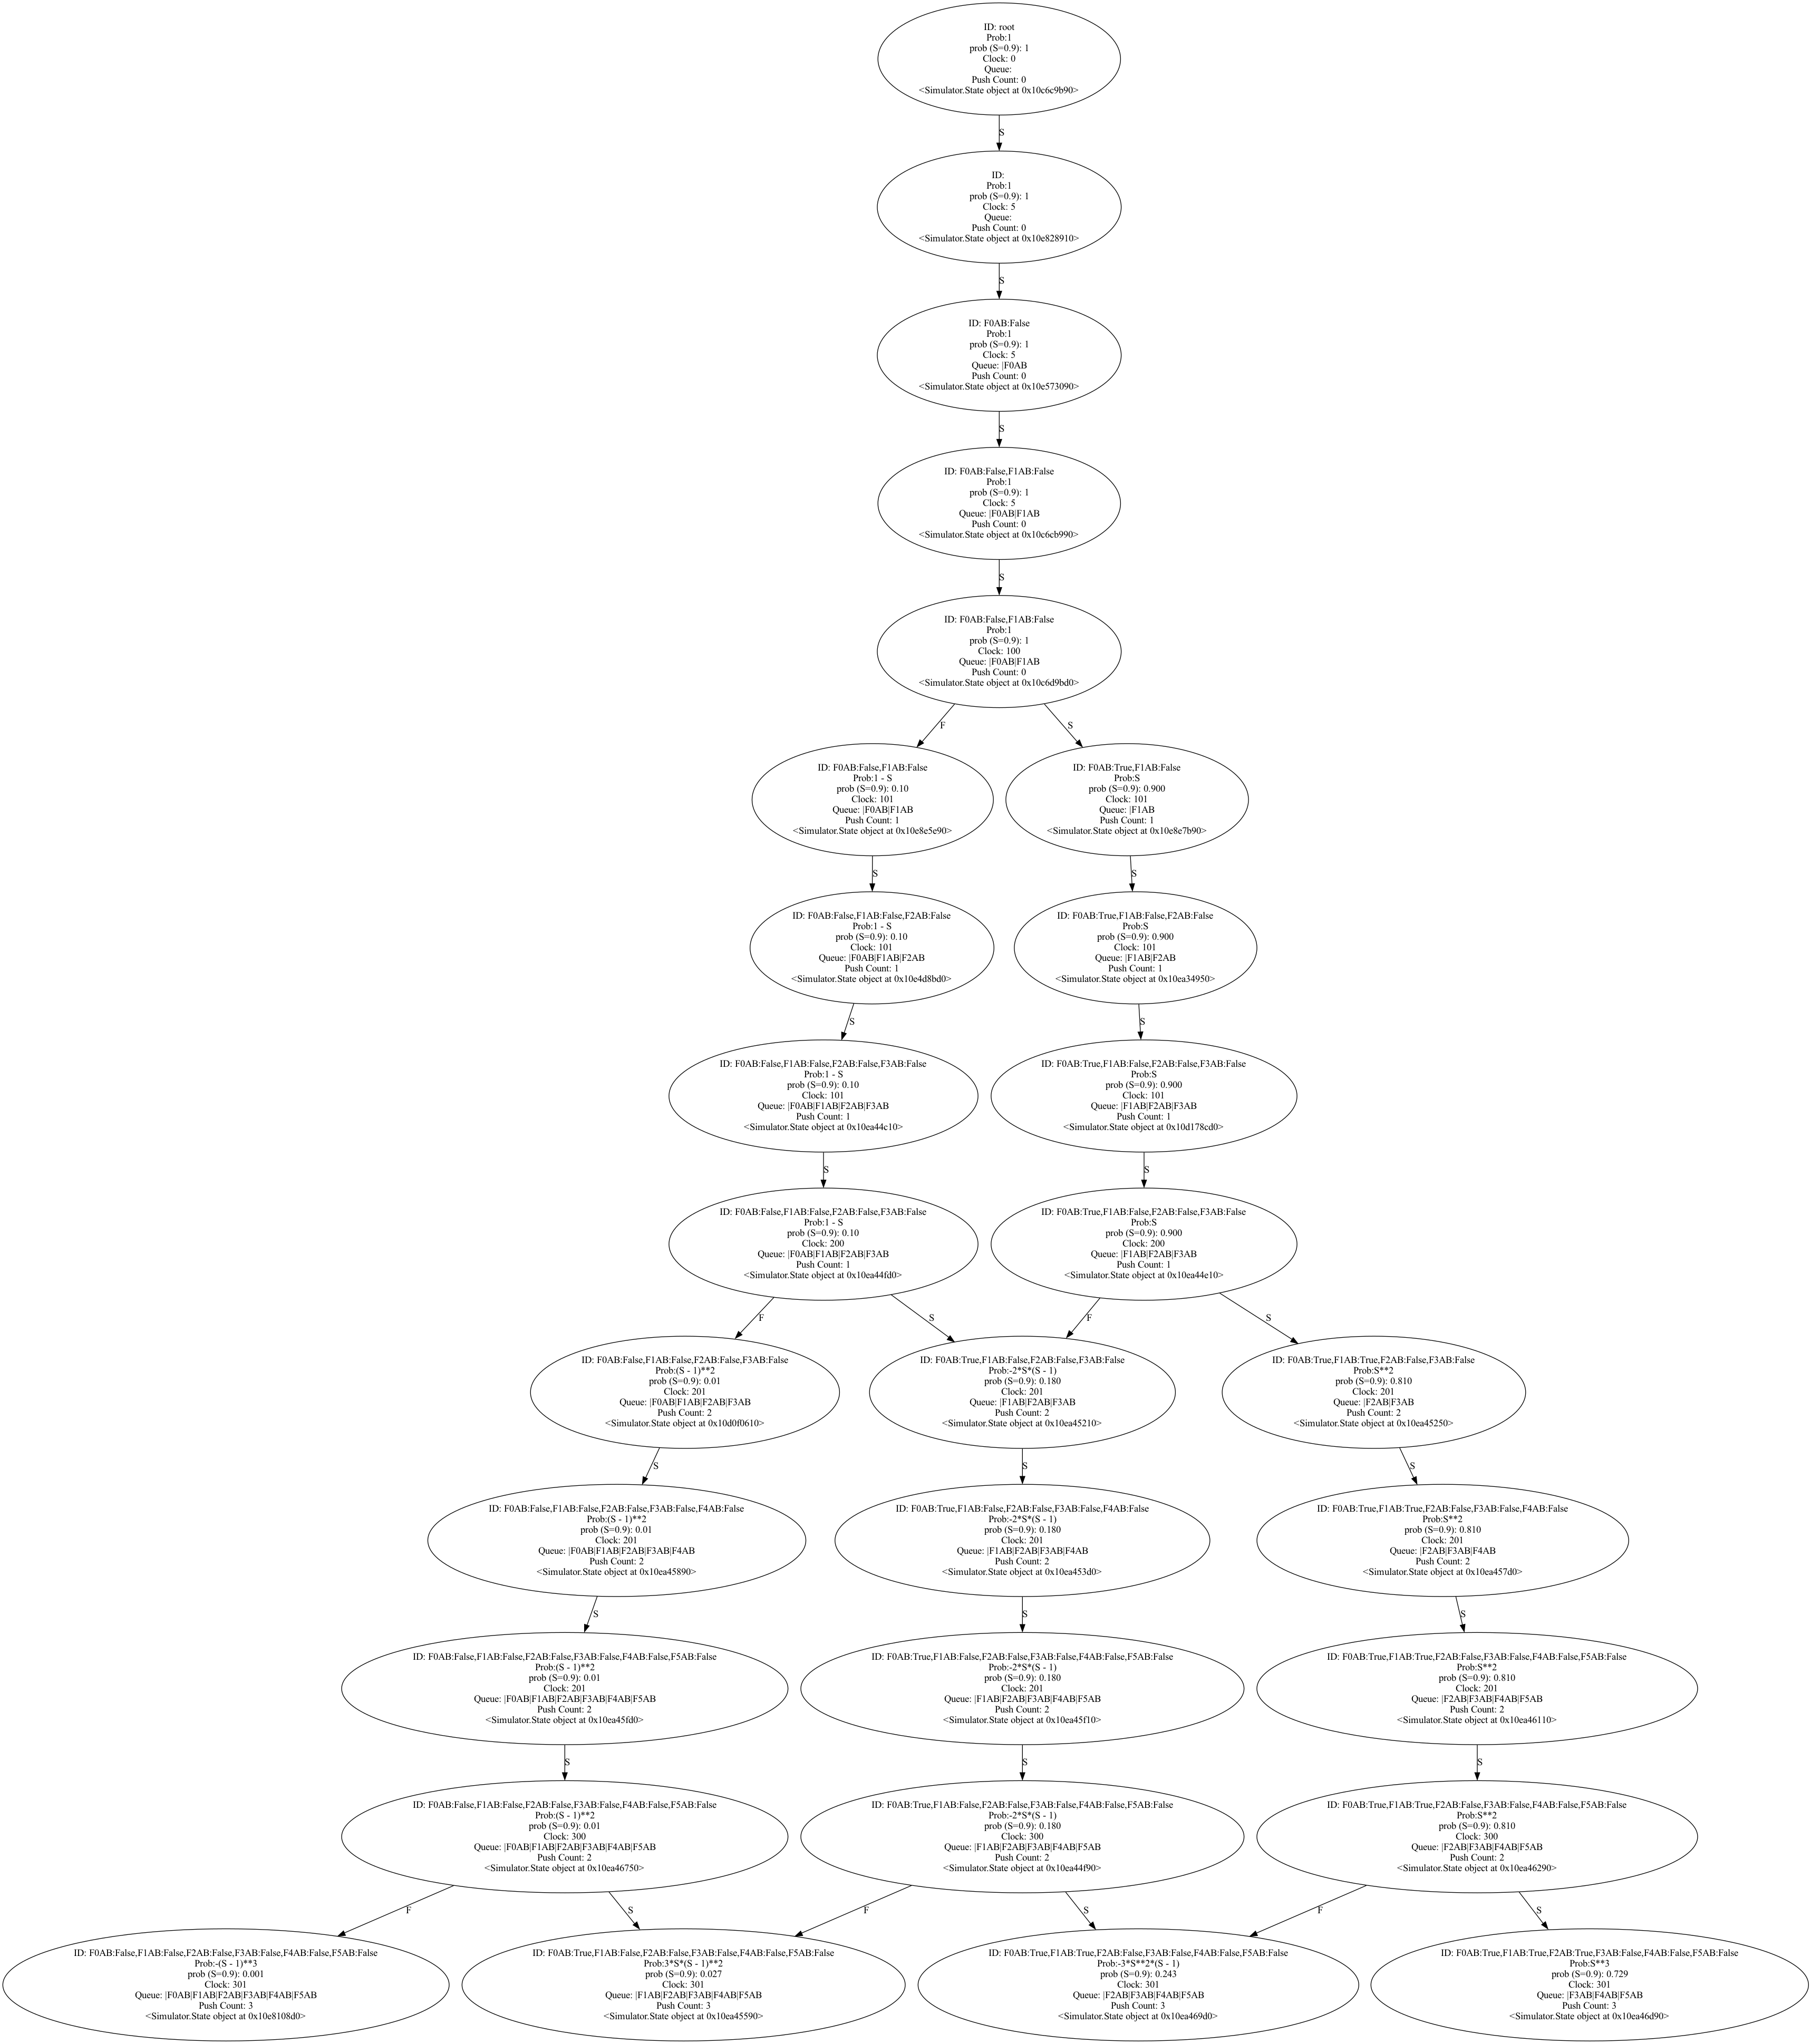 ID: root
Prob:1
prob (S=0.9): 1
Clock: 0
Queue:
Push Count: 0
<Simulator.State object at 0x10c6c9b90>
S
ID:
Prob:1
prob (S=0.9): 1
Clock: 5
Queue:
Push Count: 0
<Simulator.State object at 0x10e828910>
S
ID: F0AB:False
Prob:1
prob (S=0.9): 1
Clock: 5
Queue: |F0AB
Push Count: 0
<Simulator.State object at 0x10e573090>
S
ID: F0AB:False,F1AB:False
Prob:1
prob (S=0.9): 1
Clock: 5
Queue: |F0AB|F1AB
Push Count: 0
<Simulator.State object at 0x10c6cb990>
S
ID: F0AB:False,F1AB:False
Prob:1
prob (S=0.9): 1
Clock: 100
Queue: |F0AB|F1AB
Push Count: 0
<Simulator.State object at 0x10c6d9bd0>
F
S
ID: F0AB:False,F1AB:False
Prob:1 - S
prob (S=0.9): 0.10
Clock: 101
Queue: |F0AB|F1AB
Push Count: 1
<Simulator.State object at 0x10e8e5e90>
ID: F0AB:True,F1AB:False
Prob:S
prob (S=0.9): 0.900
Clock: 101
Queue: |F1AB
Push Count: 1
<Simulator.State object at 0x10e8e7b90>
S
S
ID: F0AB:False,F1AB:False,F2AB:False
Prob:1 - S
prob (S=0.9): 0.10
Clock: 101
Queue: |F0AB|F1AB|F2AB
Push Count: 1
<Simulator.State object at 0x10e4d8bd0>
ID: F0AB:True,F1AB:False,F2AB:False
Prob:S
prob (S=0.9): 0.900
Clock: 101
Queue: |F1AB|F2AB
Push Count: 1
<Simulator.State object at 0x10ea34950>
S
S
ID: F0AB:False,F1AB:False,F2AB:False,F3AB:False
Prob:1 - S
prob (S=0.9): 0.10
Clock: 101
Queue: |F0AB|F1AB|F2AB|F3AB
Push Count: 1
<Simulator.State object at 0x10ea44c10>
ID: F0AB:True,F1AB:False,F2AB:False,F3AB:False
Prob:S
prob (S=0.9): 0.900
Clock: 101
Queue: |F1AB|F2AB|F3AB
Push Count: 1
<Simulator.State object at 0x10d178cd0>
S
S
ID: F0AB:False,F1AB:False,F2AB:False,F3AB:False
Prob:1 - S
prob (S=0.9): 0.10
Clock: 200
Queue: |F0AB|F1AB|F2AB|F3AB
Push Count: 1
<Simulator.State object at 0x10ea44fd0>
ID: F0AB:True,F1AB:False,F2AB:False,F3AB:False
Prob:S
prob (S=0.9): 0.900
Clock: 200
Queue: |F1AB|F2AB|F3AB
Push Count: 1
<Simulator.State object at 0x10ea44e10>
F
S
F
S
ID: F0AB:False,F1AB:False,F2AB:False,F3AB:False
Prob:(S - 1)**2
prob (S=0.9): 0.01
Clock: 201
Queue: |F0AB|F1AB|F2AB|F3AB
Push Count: 2
<Simulator.State object at 0x10d0f0610>
ID: F0AB:True,F1AB:False,F2AB:False,F3AB:False
Prob:-2*S*(S - 1)
prob (S=0.9): 0.180
Clock: 201
Queue: |F1AB|F2AB|F3AB
Push Count: 2
<Simulator.State object at 0x10ea45210>
ID: F0AB:True,F1AB:True,F2AB:False,F3AB:False
Prob:S**2
prob (S=0.9): 0.810
Clock: 201
Queue: |F2AB|F3AB
Push Count: 2
<Simulator.State object at 0x10ea45250>
S
S
S
ID: F0AB:False,F1AB:False,F2AB:False,F3AB:False,F4AB:False
Prob:(S - 1)**2
prob (S=0.9): 0.01
Clock: 201
Queue: |F0AB|F1AB|F2AB|F3AB|F4AB
Push Count: 2
<Simulator.State object at 0x10ea45890>
ID: F0AB:True,F1AB:False,F2AB:False,F3AB:False,F4AB:False
Prob:-2*S*(S - 1)
prob (S=0.9): 0.180
Clock: 201
Queue: |F1AB|F2AB|F3AB|F4AB
Push Count: 2
<Simulator.State object at 0x10ea453d0>
ID: F0AB:True,F1AB:True,F2AB:False,F3AB:False,F4AB:False
Prob:S**2
prob (S=0.9): 0.810
Clock: 201
Queue: |F2AB|F3AB|F4AB
Push Count: 2
<Simulator.State object at 0x10ea457d0>
S
S
S
ID: F0AB:False,F1AB:False,F2AB:False,F3AB:False,F4AB:False,F5AB:False
Prob:(S - 1)**2
prob (S=0.9): 0.01
Clock: 201
Queue: |F0AB|F1AB|F2AB|F3AB|F4AB|F5AB
Push Count: 2
<Simulator.State object at 0x10ea45fd0>
ID: F0AB:True,F1AB:False,F2AB:False,F3AB:False,F4AB:False,F5AB:False
Prob:-2*S*(S - 1)
prob (S=0.9): 0.180
Clock: 201
Queue: |F1AB|F2AB|F3AB|F4AB|F5AB
Push Count: 2
<Simulator.State object at 0x10ea45f10>
ID: F0AB:True,F1AB:True,F2AB:False,F3AB:False,F4AB:False,F5AB:False
Prob:S**2
prob (S=0.9): 0.810
Clock: 201
Queue: |F2AB|F3AB|F4AB|F5AB
Push Count: 2
<Simulator.State object at 0x10ea46110>
S
S
S
ID: F0AB:False,F1AB:False,F2AB:False,F3AB:False,F4AB:False,F5AB:False
Prob:(S - 1)**2
prob (S=0.9): 0.01
Clock: 300
Queue: |F0AB|F1AB|F2AB|F3AB|F4AB|F5AB
Push Count: 2
<Simulator.State object at 0x10ea46750>
ID: F0AB:True,F1AB:False,F2AB:False,F3AB:False,F4AB:False,F5AB:False
Prob:-2*S*(S - 1)
prob (S=0.9): 0.180
Clock: 300
Queue: |F1AB|F2AB|F3AB|F4AB|F5AB
Push Count: 2
<Simulator.State object at 0x10ea44f90>
ID: F0AB:True,F1AB:True,F2AB:False,F3AB:False,F4AB:False,F5AB:False
Prob:S**2
prob (S=0.9): 0.810
Clock: 300
Queue: |F2AB|F3AB|F4AB|F5AB
Push Count: 2
<Simulator.State object at 0x10ea46290>
F
S
F
S
F
S
ID: F0AB:False,F1AB:False,F2AB:False,F3AB:False,F4AB:False,F5AB:False
Prob:-(S - 1)**3
prob (S=0.9): 0.001
Clock: 301
Queue: |F0AB|F1AB|F2AB|F3AB|F4AB|F5AB
Push Count: 3
<Simulator.State object at 0x10e8108d0>
ID: F0AB:True,F1AB:False,F2AB:False,F3AB:False,F4AB:False,F5AB:False
Prob:3*S*(S - 1)**2
prob (S=0.9): 0.027
Clock: 301
Queue: |F1AB|F2AB|F3AB|F4AB|F5AB
Push Count: 3
<Simulator.State object at 0x10ea45590>
ID: F0AB:True,F1AB:True,F2AB:False,F3AB:False,F4AB:False,F5AB:False
Prob:-3*S**2*(S - 1)
prob (S=0.9): 0.243
Clock: 301
Queue: |F2AB|F3AB|F4AB|F5AB
Push Count: 3
<Simulator.State object at 0x10ea469d0>
ID: F0AB:True,F1AB:True,F2AB:True,F3AB:False,F4AB:False,F5AB:False
Prob:S**3
prob (S=0.9): 0.729
Clock: 301
Queue: |F3AB|F4AB|F5AB
Push Count: 3
<Simulator.State object at 0x10ea46d90>